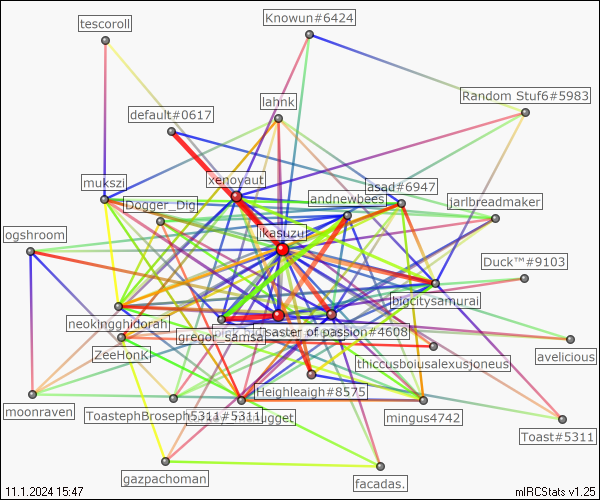 tescoroll
Knowun#6424
Random Stuf6#5983
lahnk
default#0617
mukszi
xenoyaut
asad#6947
Dogger_Dig
andnewbees
jarlbreadmaker
ogshroom
ikasuzu
Duck™#9103
bigcitysamurai
neokingghidorah
gregor_samsa
saster of passion#4608
ZeeHonk
avelicious
thiccusboiusalexusjoneus
Heighleaigh#8575
moonraven
ToastephBroseph5311#5311
nugget
mingus4742
Toast#5311
gazpachoman
facadas.
11.1.2024 15:47
mIRCStats v1.25